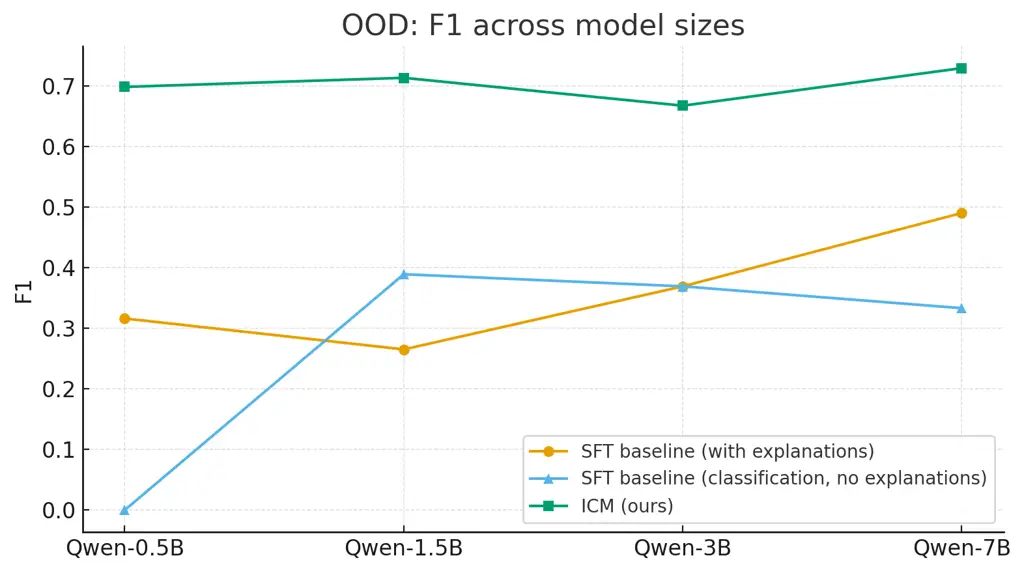 OOD: F1 across model sizes
0.7
0.6
0.5
0.4
0.3
0.2
0.1
0.0
F1
SFT baseline (with explanations)
SFT baseline (classification, no explanations)
ICM (ours)
Qwen-0.5B
Qwen-1.5B
Qwen-3B
Qwen-7B